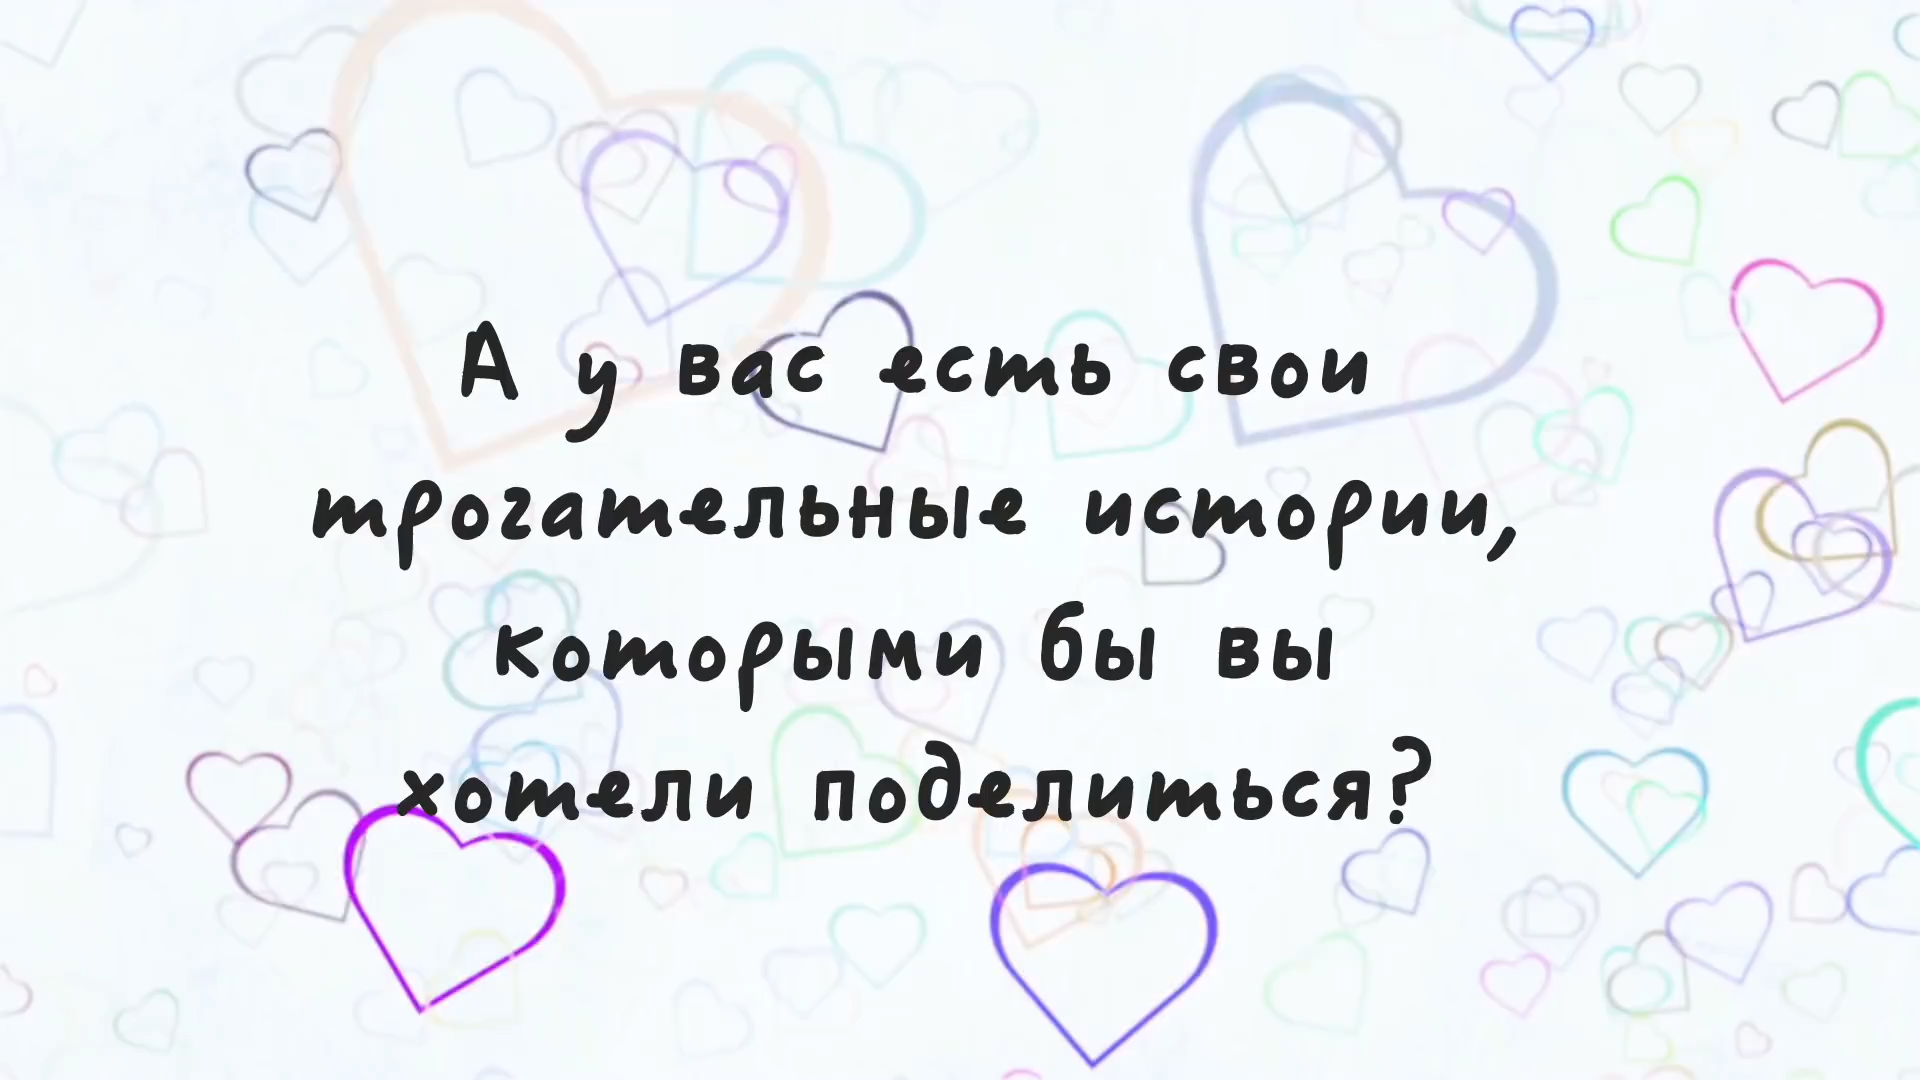 А у вас есть свои
трогательные истории,
которыми бы вы
хотели поделиться?